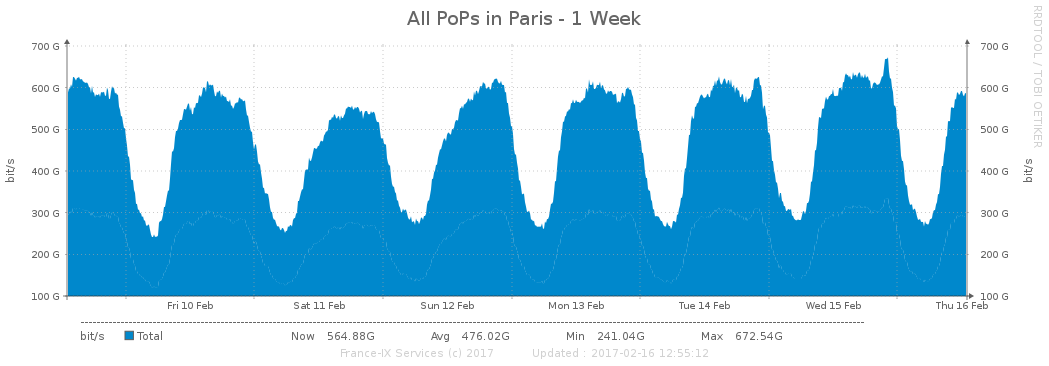 All PoPs in Paris - 1 Week
RRDTOOL / TOBI OETIKER
700 G 700 G
600 G 600 G
500 G 500 G
400 G 400 G
300 G 300 G
200 G 200 G
100 G 100 G
bit/s bit/s
Fri 10 Feb Sat 11 Feb Sun 12 Feb Mon 13 Feb Tue 14 Feb Wed 15 Feb Thu 16 Feb
bit/s Total Now 564.88G Avg 476.02G Min 241.04G Max 672.54G
France-IX Services (c) 2017 Updated : 2017-02-16 12:55:12